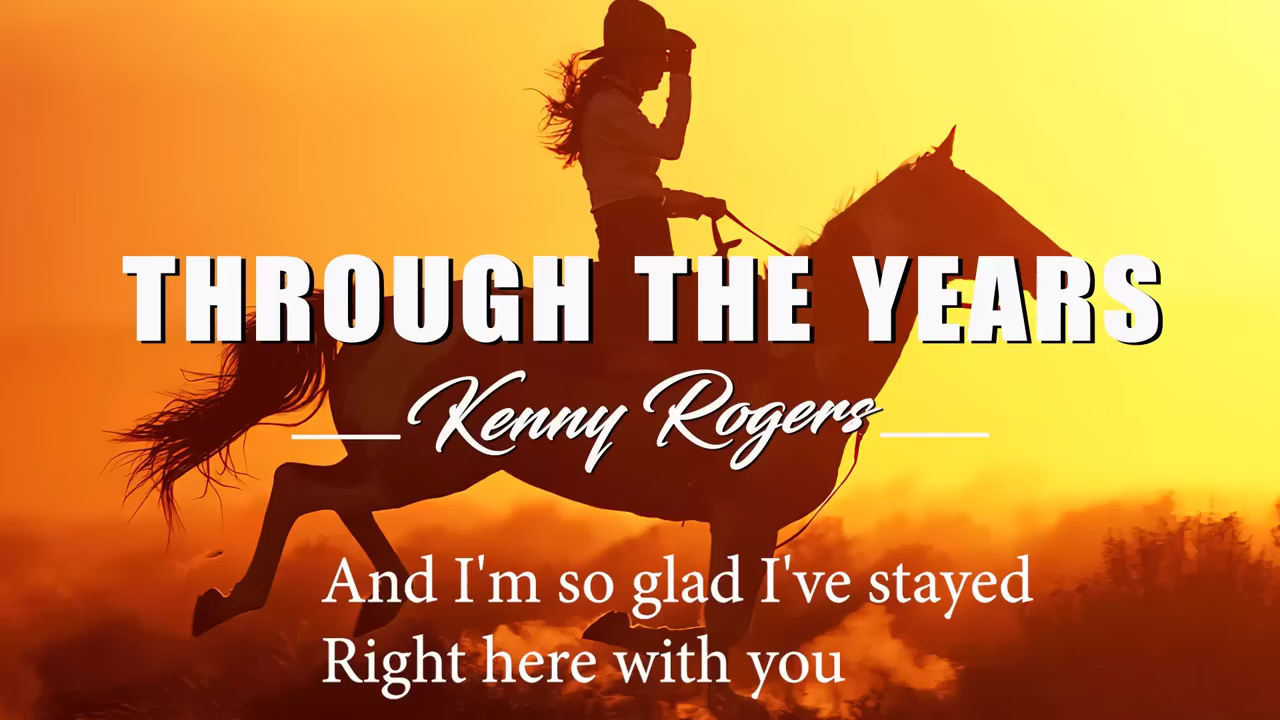 THROUGH THE YEARS
Kenny Rogers
And I'm so glad I've stayed
Right here with you